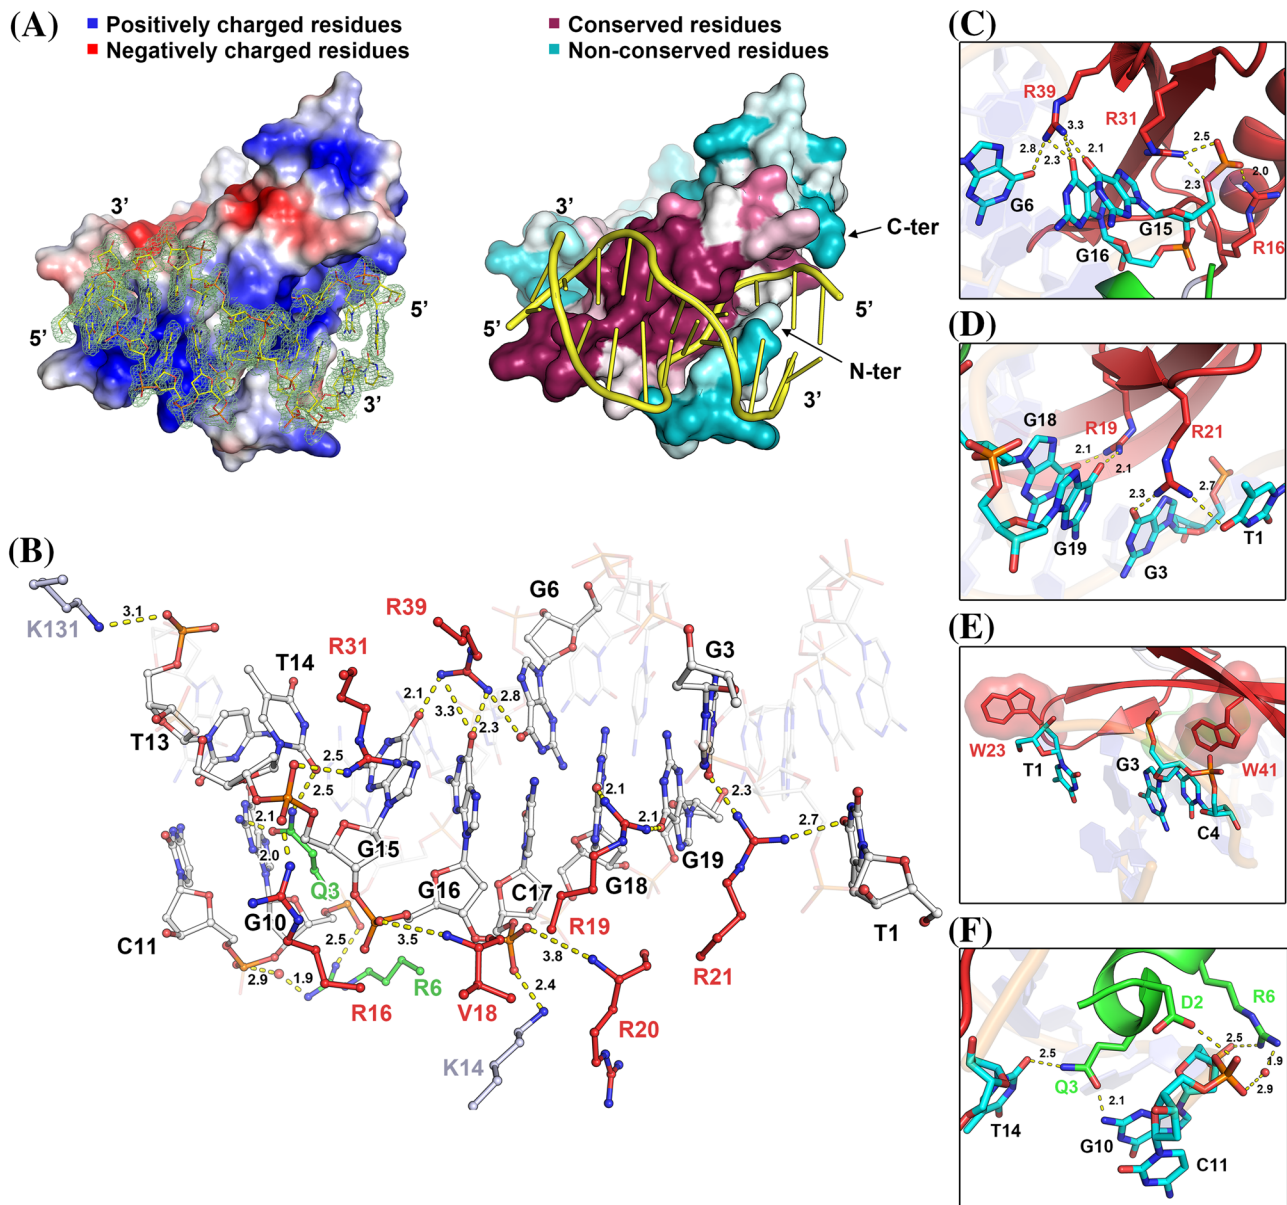 (A)
Positively charged residues
Negatively charged residues
3’
5’
5’
3’
Conserved residues
Non-conserved residues
C-ter
5’
5’
N-ter
3’
(B)
K131
3.1
R39
G6
R31
T14
G3
2.1
3.3
2.8
2.3
T13
2.5
2.5
2.1
2.0
G15
2.1
2.1
2.3
2.7
Q3
G10
G16
C17
G18
G19
C11
R19
T1
2.5
3.5
3.8
2.9
1.9
R6
R16
V18
2.4
R21
R20
K14
(C)
R39
R31
3.3
2.8
2.3
2.1
2.5
2.0
2.3
G6
G15
G16
R16
(D)
G18
R19
R21
2.1
2.1
2.3
2.7
G19
G3
T1
(E)
W23
T1
G3
W41
C4
(F)
D2
R6
2.5
2.5
1.9
Q3
2.9
2.1
T14
G10
C11